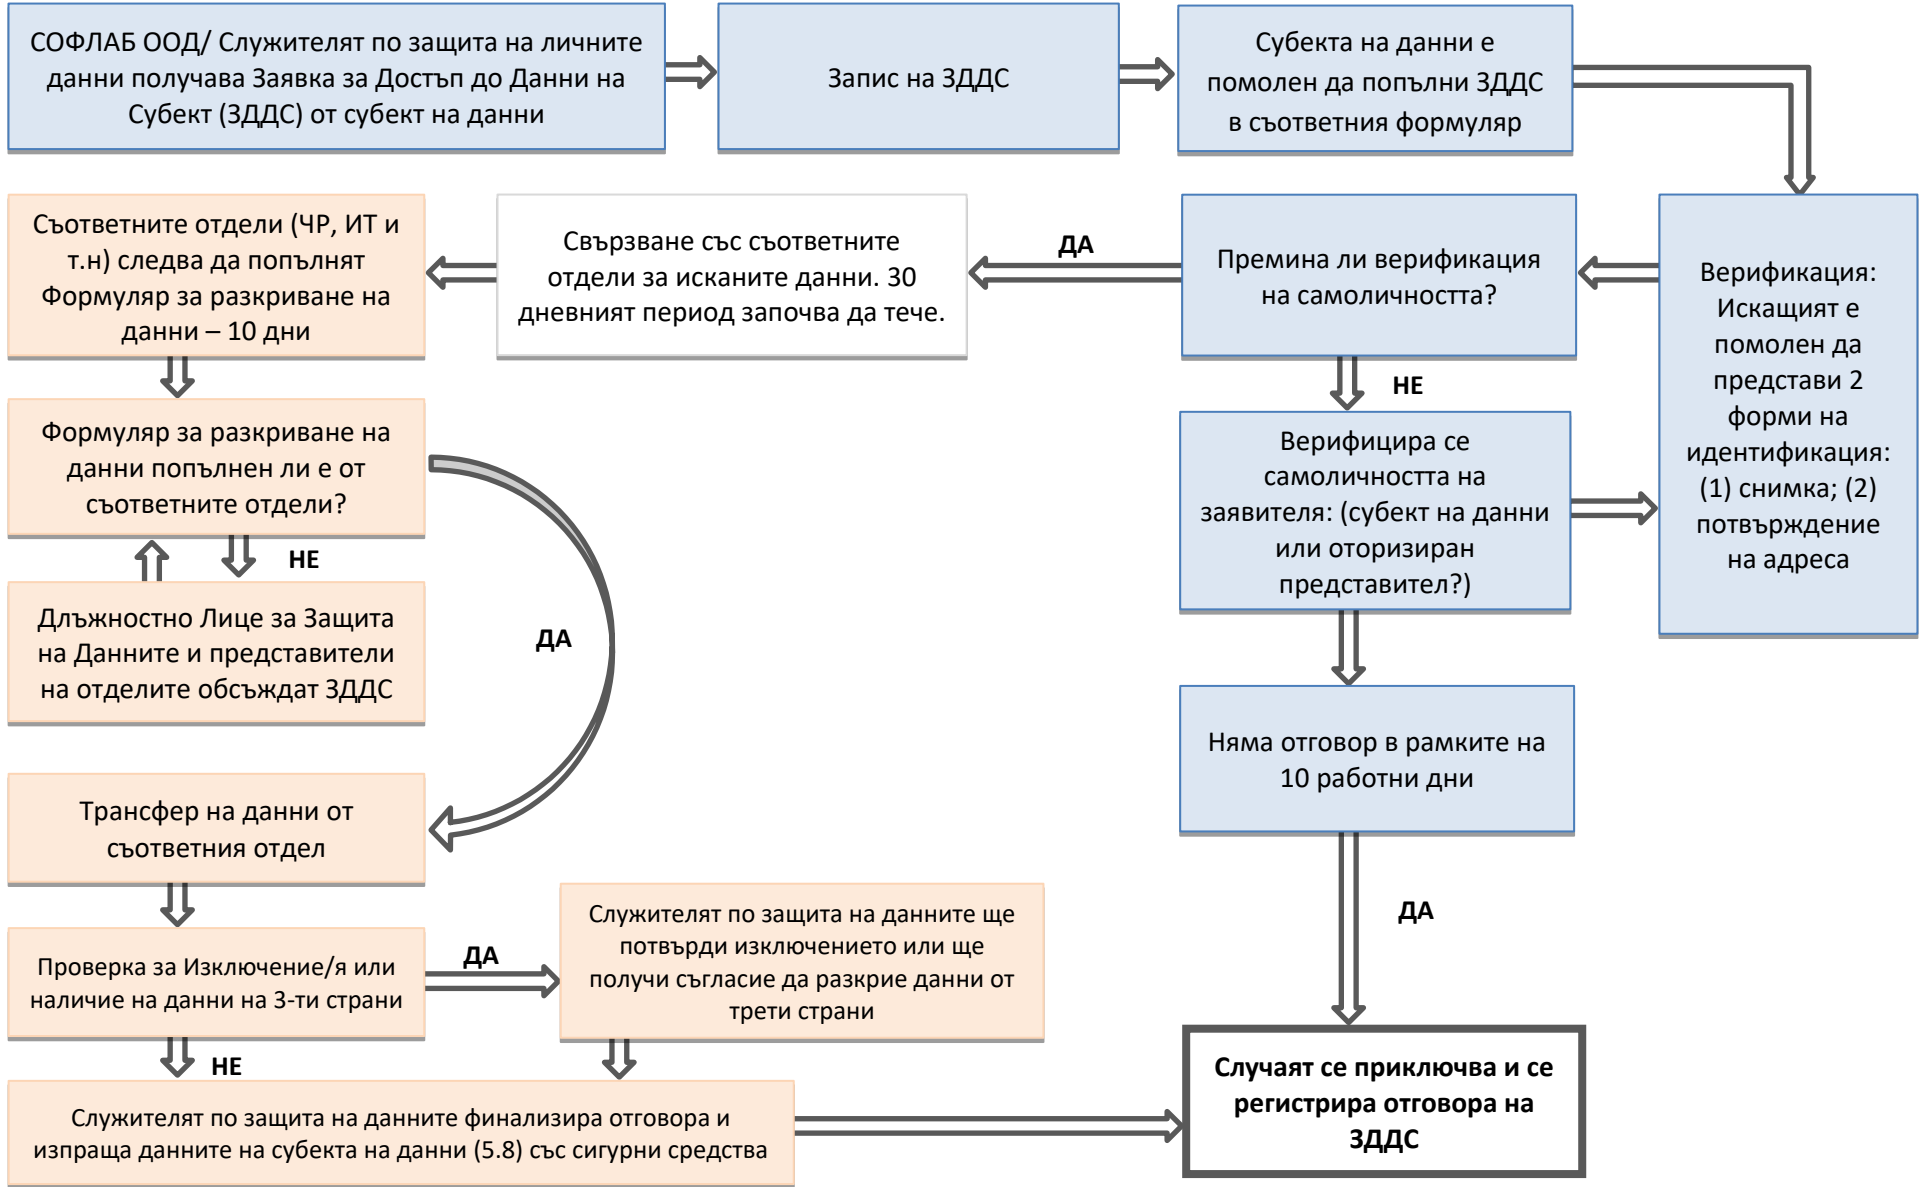 СОФЛАБ ООД/ Служителят по защита на личните
данни получава Заявка за Достъп до Данни на
Субект (ЗДДС) от субект на данни
Запис на ЗДДС
Субекта на данни е
помолен да попълни ЗДДС
в съответния формуляр
Верификация:
Искащият е
помолен да
представи 2
форми на
идентификация:
(1) снимка; (2)
потвърждение
на адреса
Премина ли верификация
на самоличността?
ДА
Свързване със съответните
отдели за исканите данни. 30
дневният период започва да тече.
Съответните отдели (ЧР, ИТ и
т.н) следва да попълнят
Формуляр за разкриване на
данни – 10 дни
НЕ
Верифицира се
самоличността на
заявителя: (субект на данни
или оторизиран
представител?)
Няма отговор в рамките на
10 работни дни
ДА
Формуляр за разкриване на
данни попълнен ли е от
съответните отдели?
НЕ
Длъжностно Лице за Защита
на Данните и представители
на отделите обсъждат ЗДДС
ДА
Трансфер на данни от
съответния отдел
Проверка за Изключение/я или
наличие на данни на 3-ти страни
ДА
Служителят по защита на данните ще
потвърди изключението или ще
получи съгласие да разкрие данни от
трети страни
НЕ
Служителят по защита на данните финализира отговора и
изпраща данните на субекта на данни (5.8) със сигурни средства
Случаят се приключва и се
регистрира отговора на
ЗДДС